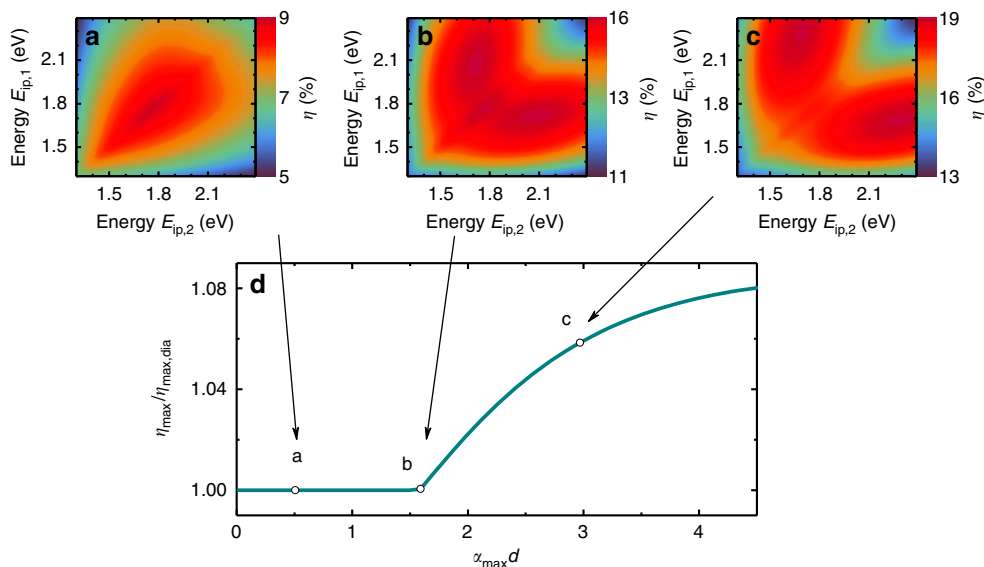 a
9
7
5
η (%)
Energy E_ip,1 (eV)
2.1
1.8
1.5
1.5 1.8 2.1
Energy E_ip,2 (eV)
b
16
13
11
η (%)
Energy E_ip,1 (eV)
2.1
1.8
1.5
1.5 1.8 2.1
Energy E_ip,2 (eV)
c
19
16
13
η (%)
Energy E_ip,1 (eV)
2.1
1.8
1.5
1.5 1.8 2.1
Energy E_ip,2 (eV)
d
1.08
1.04
1.00
η_max/η_max,dia
a
b
c
0 1 2 3 4
α_max d